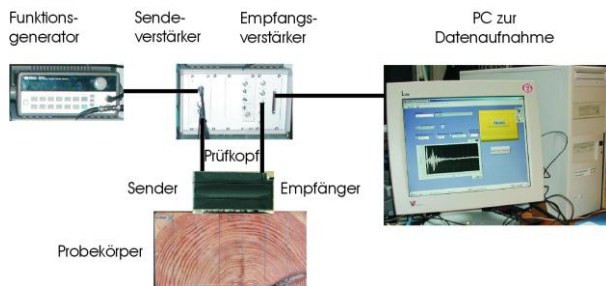 Funktions-
generator
Sende-
verstärker
Empfangs-
verstärker
PC zur
Datenaufnahme
Prüfkopf
Sender
Empfänger
Probekörper